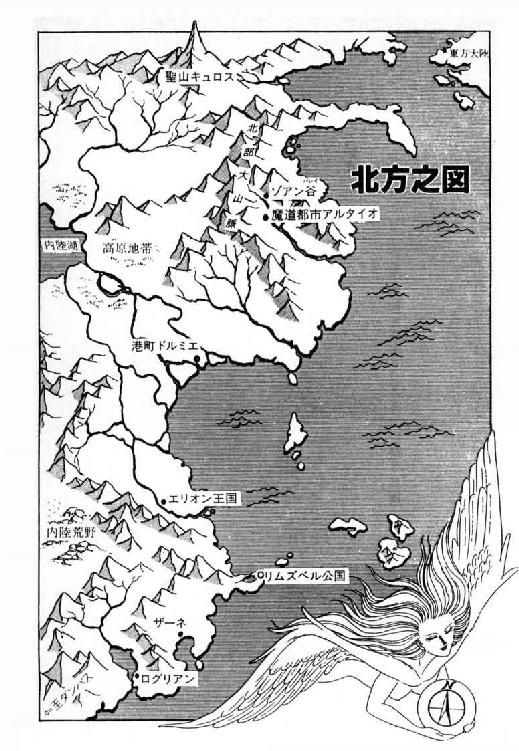 東方大陸
聖山キュロス
北部大山脈
北方之図
バレイ
ゾアン谷
魔道都市アルタイオ
内陸湖
高原地帯
港町ドルミエ
エリオン王国
内陸荒野
リムズベル公国
ザーネ
ログリアン